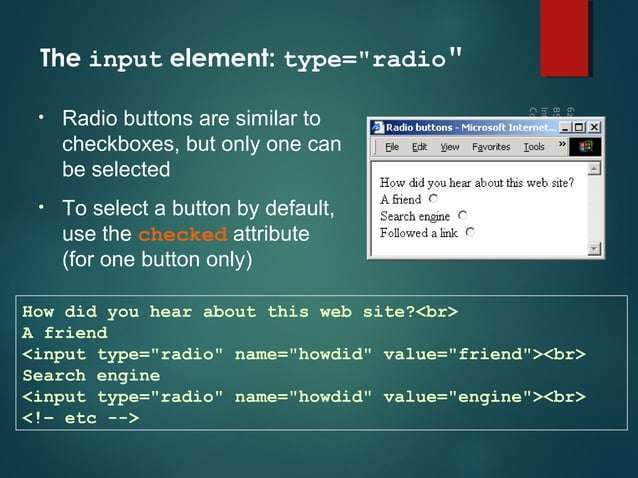 The input element: type="radio"
• Radio buttons are similar to
checkboxes, but only one can
be selected
• To select a button by default,
use the checked attribute
(for one button only)
Radio buttons - Microsoft Internet...
File Edit View Favorites Tools »
How did you hear about this web site?
A friend
Search engine
Followed a link
How did you hear about this web site?<br>
A friend
<input type="radio" name="howdid" value="friend"><br>
Search engine
<input type="radio" name="howdid" value="engine"><br>
<!– etc -->